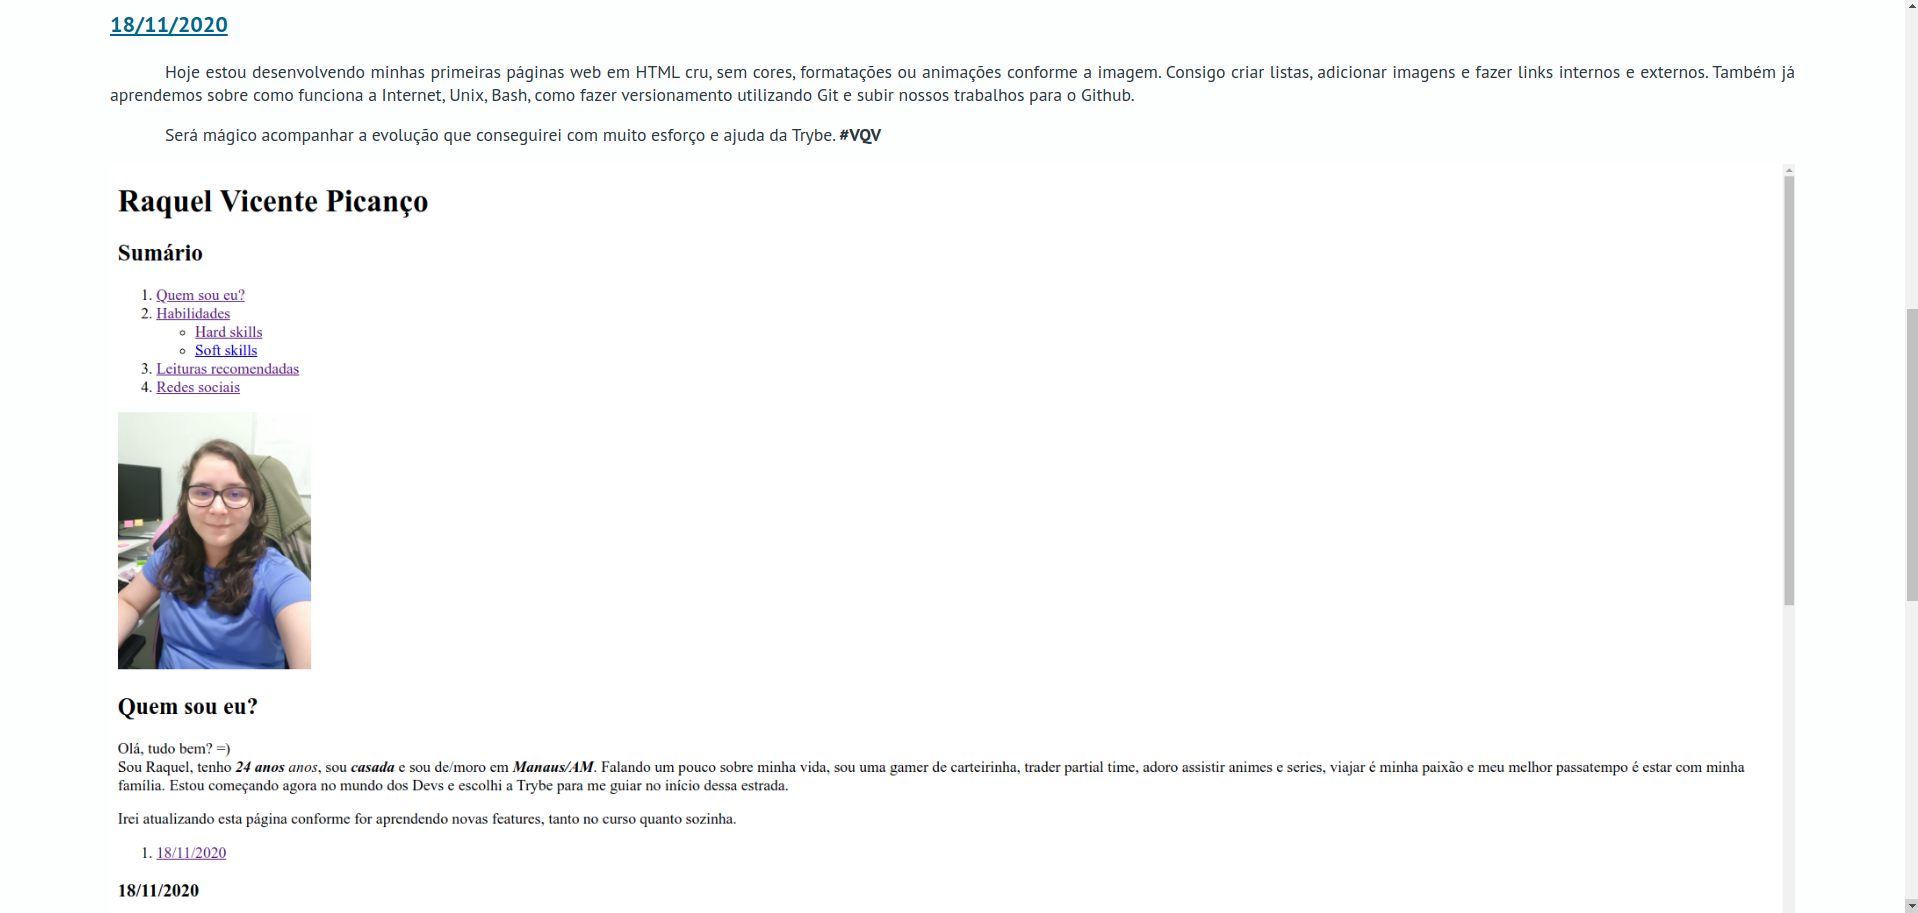 18/11/2020
Hoje estou desenvolvendo minhas primeiras páginas web em HTML cru, sem cores, formatações ou animações conforme a imagem. Consigo criar listas, adicionar imagens e fazer links internos e externos. Também já
aprendemos sobre como funciona a Internet, Unix, Bash, como fazer versionamento utilizando Git e subir nossos trabalhos para o Github.
Será mágico acompanhar a evolução que conseguirei com muito esforço e ajuda da Trybe. #VQV
Raquel Vicente Picanço
Sumário
1. Quem sou eu?
2. Habilidades
◦ Hard skills
◦ Soft skills
3. Leituras recomendadas
4. Redes sociais
Quem sou eu?
Olá, tudo bem? =)
Sou Raquel, tenho 24 anos anos, sou casada e sou de/moro em Manaus/AM. Falando um pouco sobre minha vida, sou uma gamer de carteirinha, trader partial time, adoro assistir animes e series, viajar é minha paixão e meu melhor passatempo é estar com minha
família. Estou começando agora no mundo dos Devs e escolhi a Trybe para me guiar no início dessa estrada.
Irei atualizando esta página conforme for aprendendo novas features, tanto no curso quanto sozinha.
1. 18/11/2020
18/11/2020